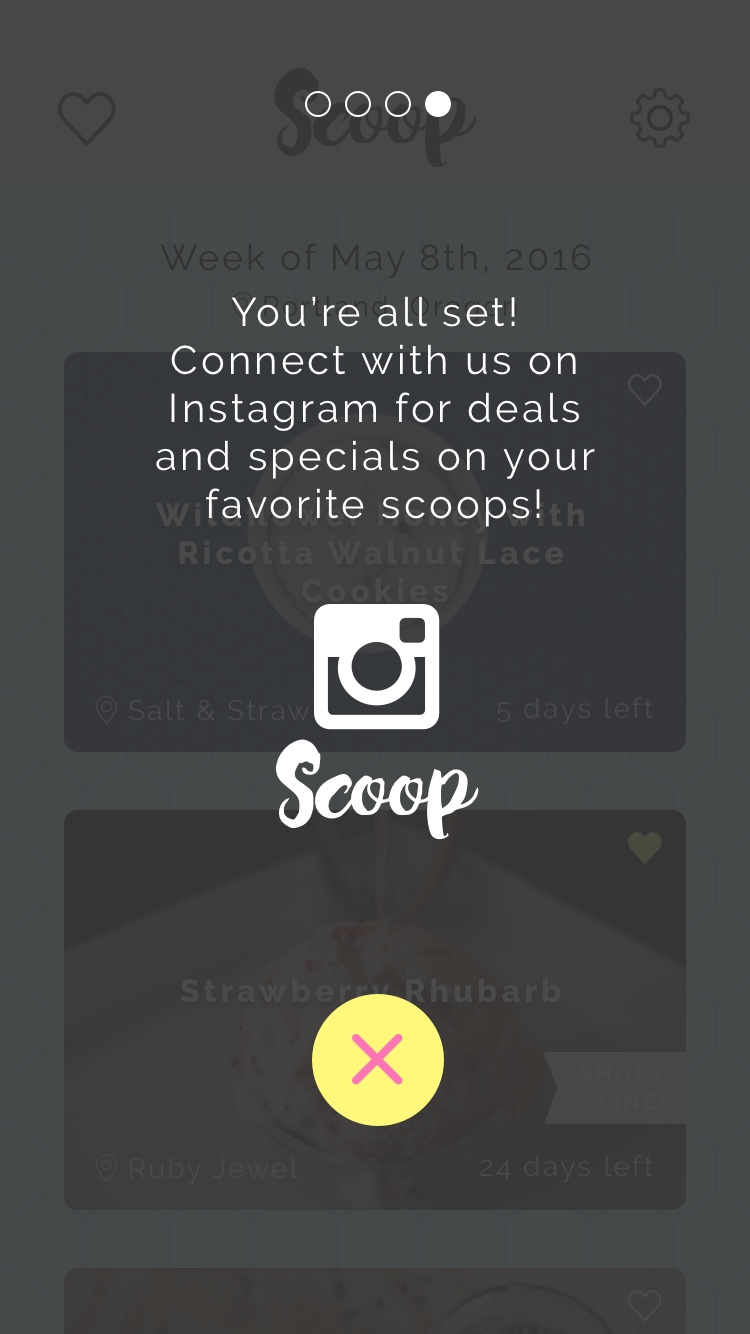 Scoop
Week of May 8th, 2016
Portland, Oregon
You're all set!
Connect with us on
Instagram for deals
and specials on your
favorite scoops!
Wildflower Honey with
Ricotta Walnut Lace
Cookies
Salt & Straw
5 days left
Scoop
Strawberry Rhubarb
SHORT
LINE!
Ruby Jewel
24 days left